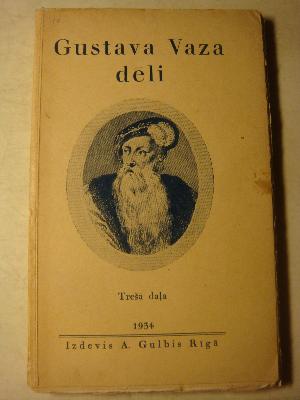 Gustava Vaza
deli
Treša daļa
1934
Izdevis A. Gulbis Rīgā